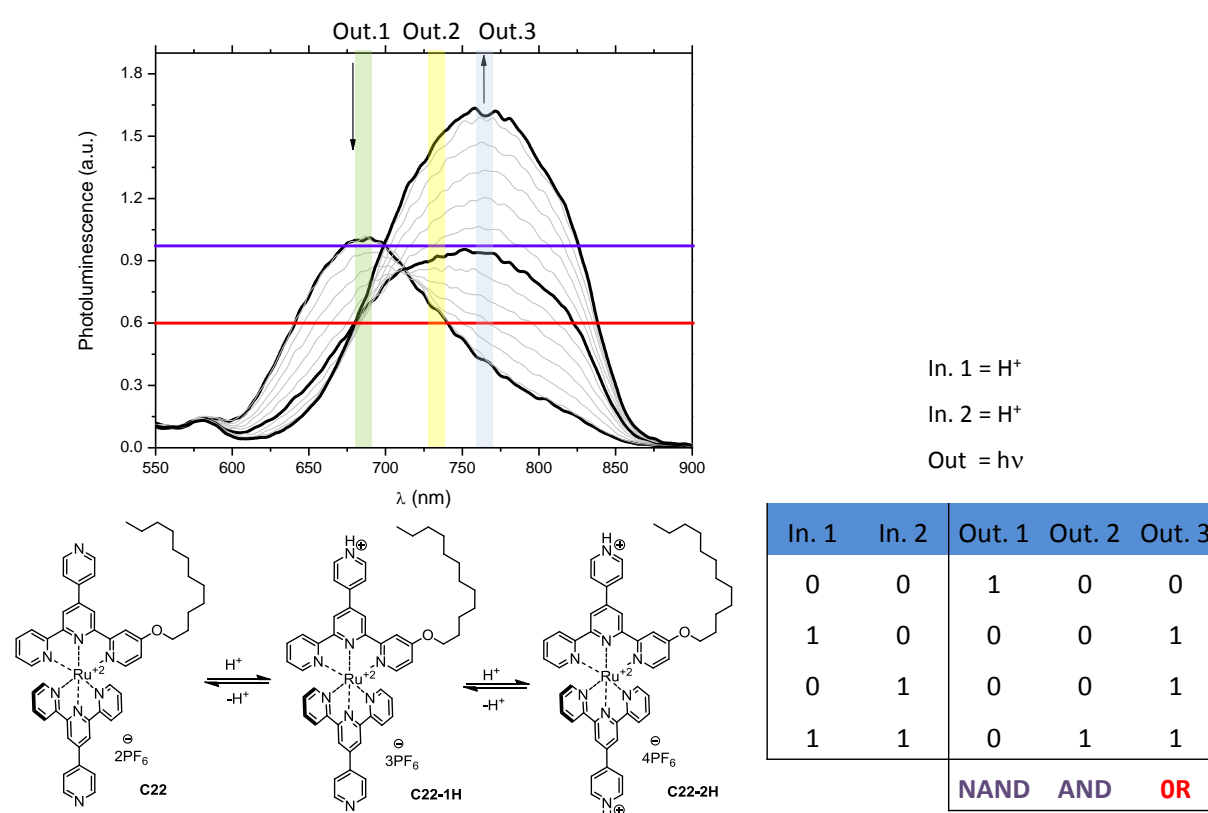 Out.1 Out.2 Out.3
1.8
1.5
1.2
0.9
0.6
0.3
0.0
Photoluminescence (a.u.)
550 600 650 700 750 800 850 900
λ (nm)
In. 1 = H+
In. 2 = H+
Out = hν
In. 1 In. 2 Out. 1 Out. 2 Out. 3
0 0 1 0 0
1 0 0 0 1
0 1 0 0 1
1 1 0 1 1
NAND AND 0R
N
O
N N N
Ru+2
N N N
N
⊖
2PF6
C22
H+
-H+
H
N ⊕
O
N N N
Ru+2
N N N
N
⊖
3PF6
C22-1H
H+
-H+
H
N ⊕
O
N N N
Ru+2
N N N
N ⊕
H
⊖
4PF6
C22-2H